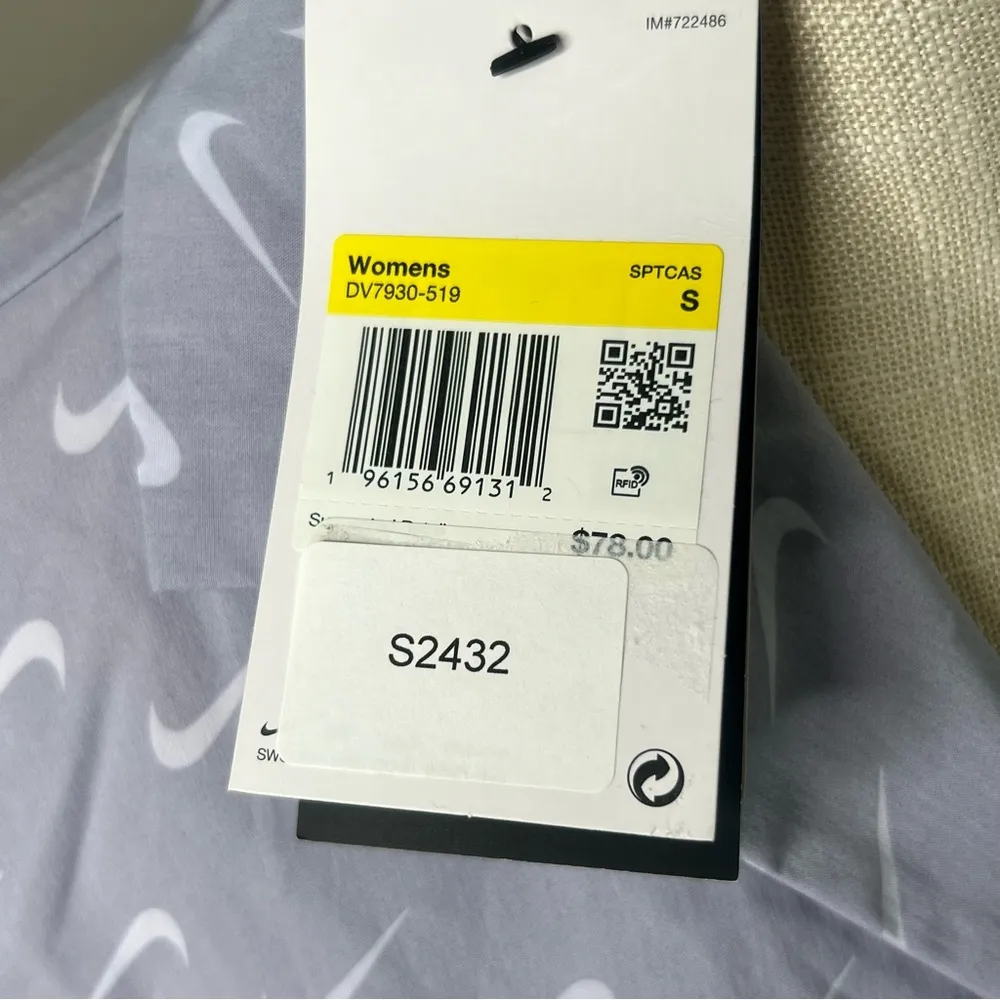 IM#722486
Womens SPTCAS
DV7930-519 S
1 96156 69131 2
RFID
$78.00
S2432